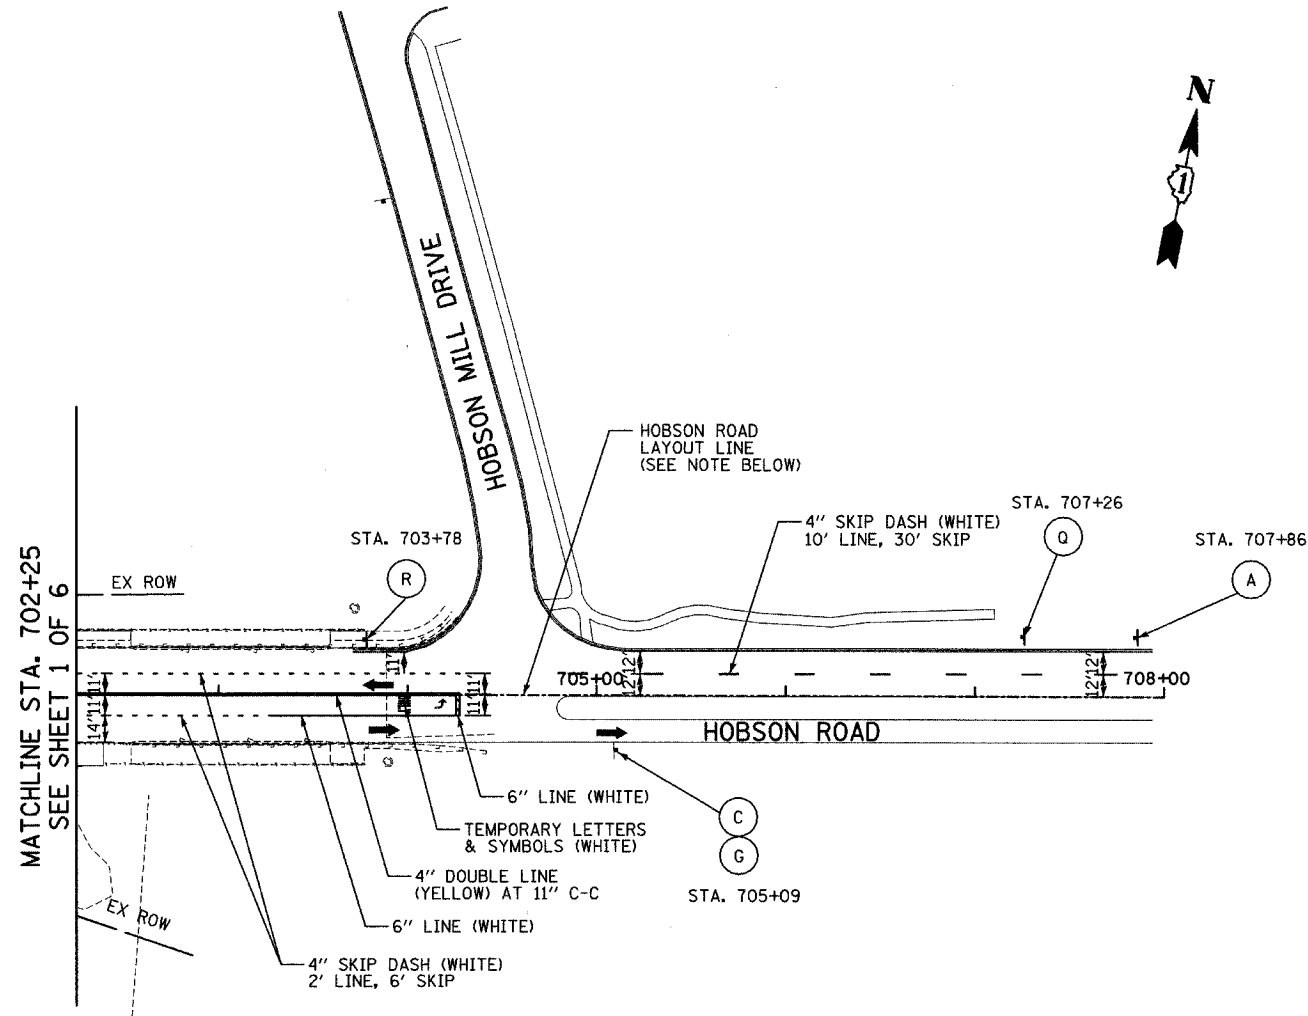 N
1
HOBSON MILL DRIVE
HOBSON ROAD
LAYOUT LINE
(SEE NOTE BELOW)
STA. 707+26
Q
4" SKIP DASH (WHITE)
10' LINE, 30' SKIP
STA. 707+86
A
STA. 703+78
R
MATCHLINE STA. 702+25
SEE SHEET 1 OF 6
EX ROW
11'
11'
11'
14"
11'
11'
705+00
12'
12'
12'
12'
708+00
HOBSON ROAD
6" LINE (WHITE)
C
G
STA. 705+09
TEMPORARY LETTERS
& SYMBOLS (WHITE)
4" DOUBLE LINE
(YELLOW) AT 11" C-C
6" LINE (WHITE)
EX ROW
4" SKIP DASH (WHITE)
2' LINE, 6' SKIP